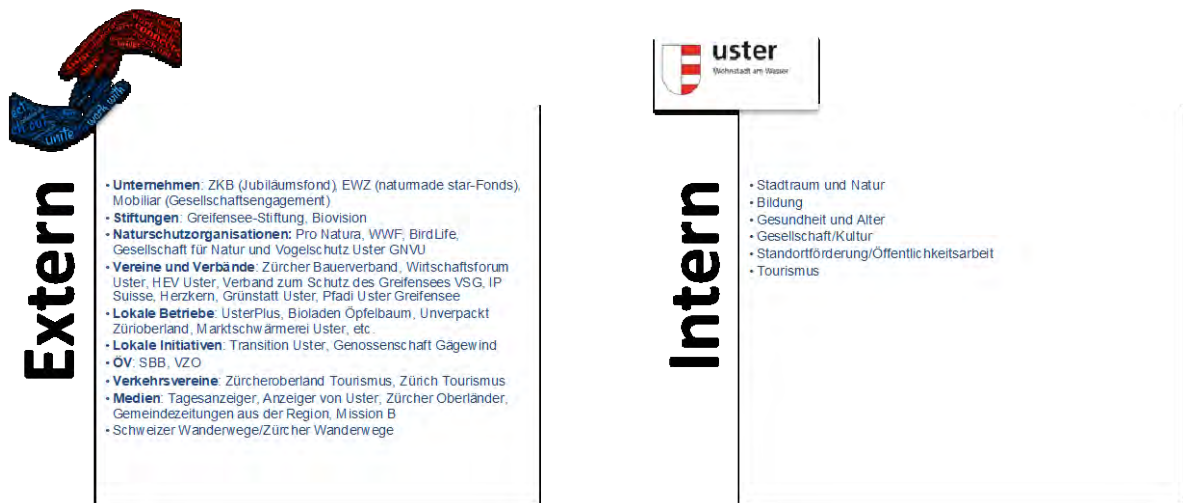 connect
work with
unite
uster
Wohnstadt am Wasser
Extern
• Unternehmen: ZKB (Jubiläumsfond), EWZ (naturmade star-Fonds),
Mobiliar (Gesellschaftsengagement)
• Stiftungen: Greifensee-Stiftung, Biovision
• Naturschutzorganisationen: Pro Natura, WWF, BirdLife,
Gesellschaft für Natur und Vogelschutz Uster GNVU
• Vereine und Verbände: Zürcher Bauerverband, Wirtschaftsforum
Uster, HEV Uster, Verband zum Schutz des Greifensees VSG, IP
Suisse, Herzkern, Grünstatt Uster, Pfadi Uster Greifensee
• Lokale Betriebe: UsterPlus, Bioladen Öpfelbaum, Unverpackt
Zürioberland, Marktschwärmerei Uster, etc.
• Lokale Initiativen: Transition Uster, Genossenschaft Gägewind
• ÖV: SBB, VZO
• Verkehrsvereine: Zürcheroberland Tourismus, Zürich Tourismus
• Medien: Tagesanzeiger, Anzeiger von Uster, Zürcher Oberländer,
Gemeindezeitungen aus der Region, Mission B
• Schweizer Wanderwege/Zürcher Wanderwege
Intern
• Stadtraum und Natur
• Bildung
• Gesundheit und Alter
• Gesellschaft/Kultur
• Standortförderung/Öffentlichkeitsarbeit
• Tourismus